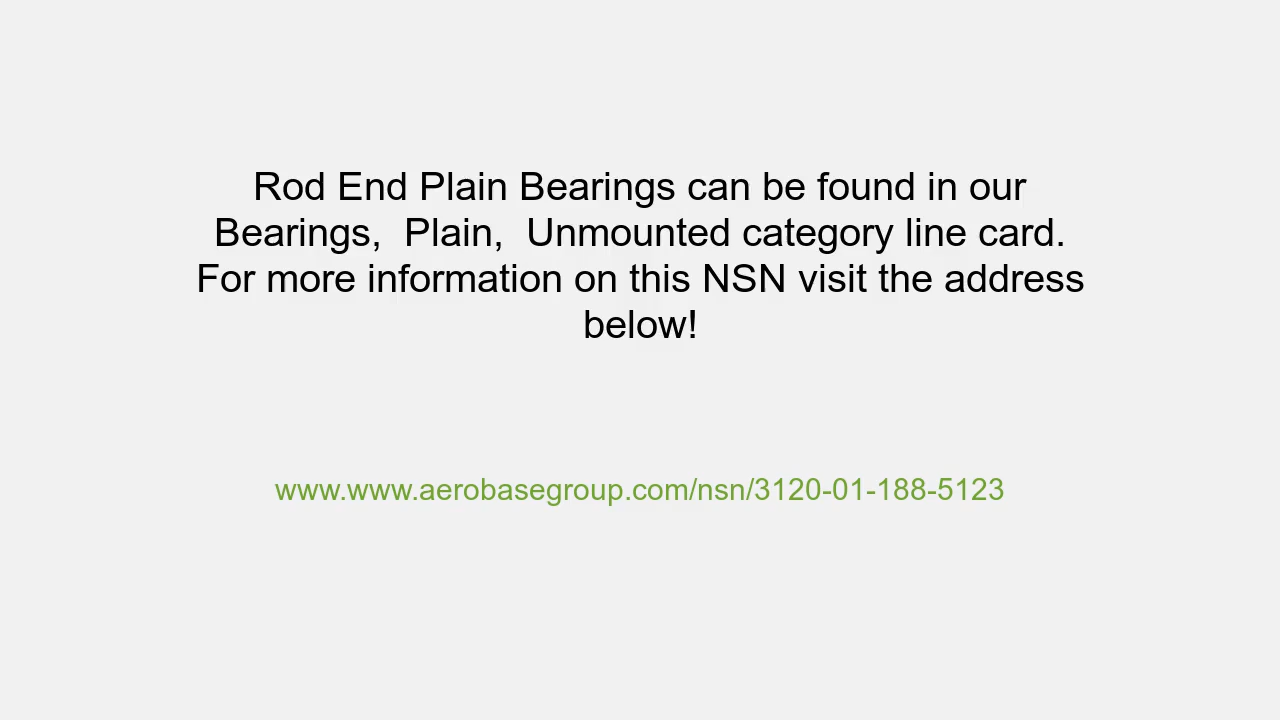 Rod End Plain Bearings can be found in our
Bearings,  Plain,  Unmounted category line card.
For more information on this NSN visit the address
below!
www.www.aerobasegroup.com/nsn/3120-01-188-5123